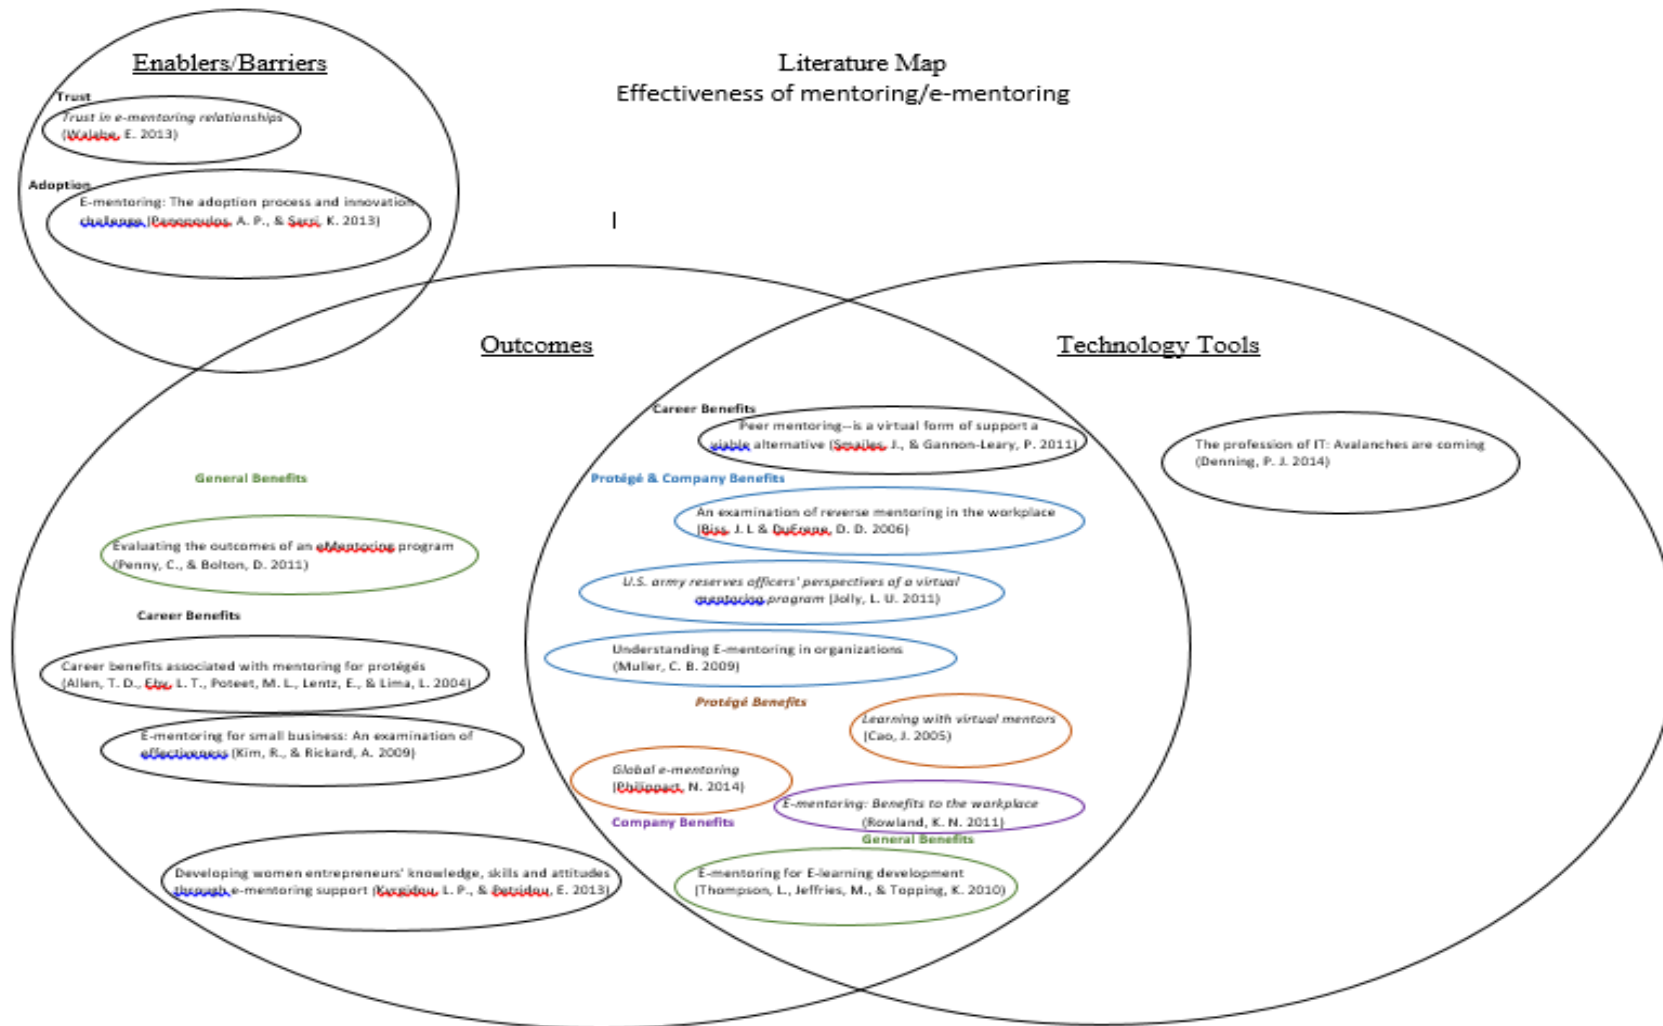 Enablers/Barriers
Trust
Trust in e-mentoring relationships
(Walabe, E. 2013)
Adoption
E-mentoring: The adoption process and innovation
challenge (Panopoulos, A. P., & Sarri, K. 2013)
Literature Map
Effectiveness of mentoring/e-mentoring
Outcomes
General Benefits
Evaluating the outcomes of an eMentoring program
(Penny, C., & Bolton, D. 2011)
Career Benefits
Career benefits associated with mentoring for protégés
(Allen, T. D., Eby, L. T., Poteet, M. L., Lentz, E., & Lima, L. 2004)
E-mentoring for small business: An examination of
effectiveness (Kim, R., & Rickard, A. 2009)
Developing women entrepreneurs' knowledge, skills and attitudes
through e-mentoring support (Kyrgidou, L. P., & Petridou, E. 2013)
Career Benefits
Peer mentoring--is a virtual form of support a
viable alternative (Smailes, J., & Gannon-Leary, P. 2011)
Protégé & Company Benefits
An examination of reverse mentoring in the workplace
(Biss, J. L & DuFrene, D. D. 2006)
U.S. army reserves officers' perspectives of a virtual
mentoring program (Jolly, L. U. 2011)
Understanding E-mentoring in organizations
(Muller, C. B. 2009)
Protégé Benefits
Learning with virtual mentors
(Cao, J. 2005)
Global e-mentoring
(Philippart, N. 2014)
Company Benefits
E-mentoring: Benefits to the workplace
(Rowland, K. N. 2011)
General Benefits
E-mentoring for E-learning development
(Thompson, L., Jeffries, M., & Topping, K. 2010)
Technology Tools
The profession of IT: Avalanches are coming
(Denning, P. J. 2014)